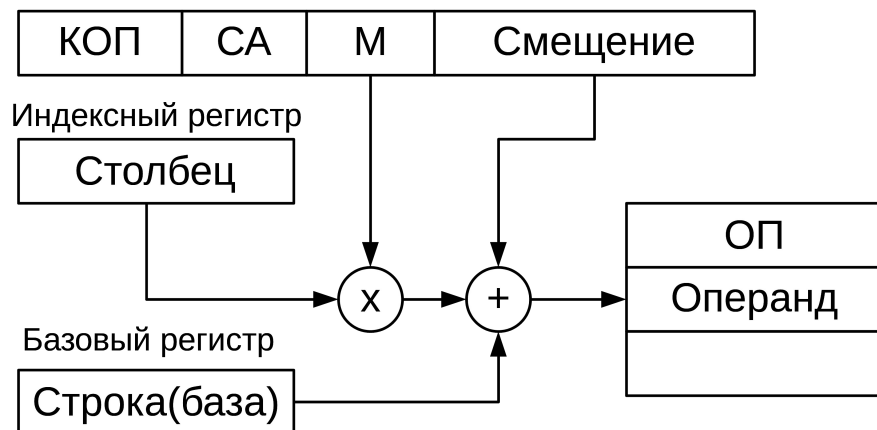 КОП СА М Смещение
Индексный регистр
Столбец
ОП
x + Операнд
Базовый регистр
Строка(база)